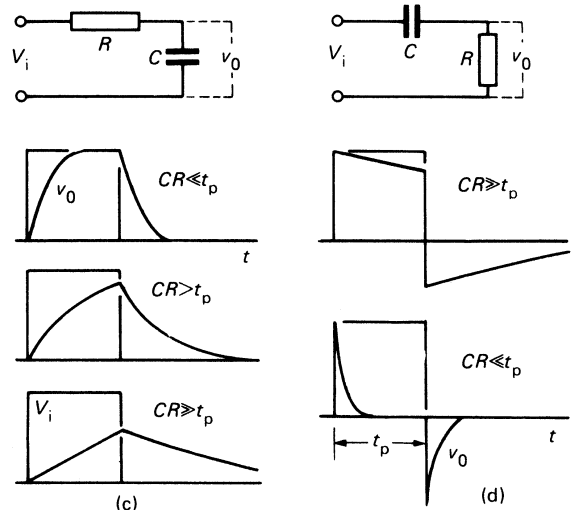 R
V_i
C
v_0
C
V_i
R
v_0
CR≪t_p
v_0
t
CR>t_p
V_i
CR≫t_p
(c)
CR≫t_p
CR≪t_p
t_p
t
v_0
(d)